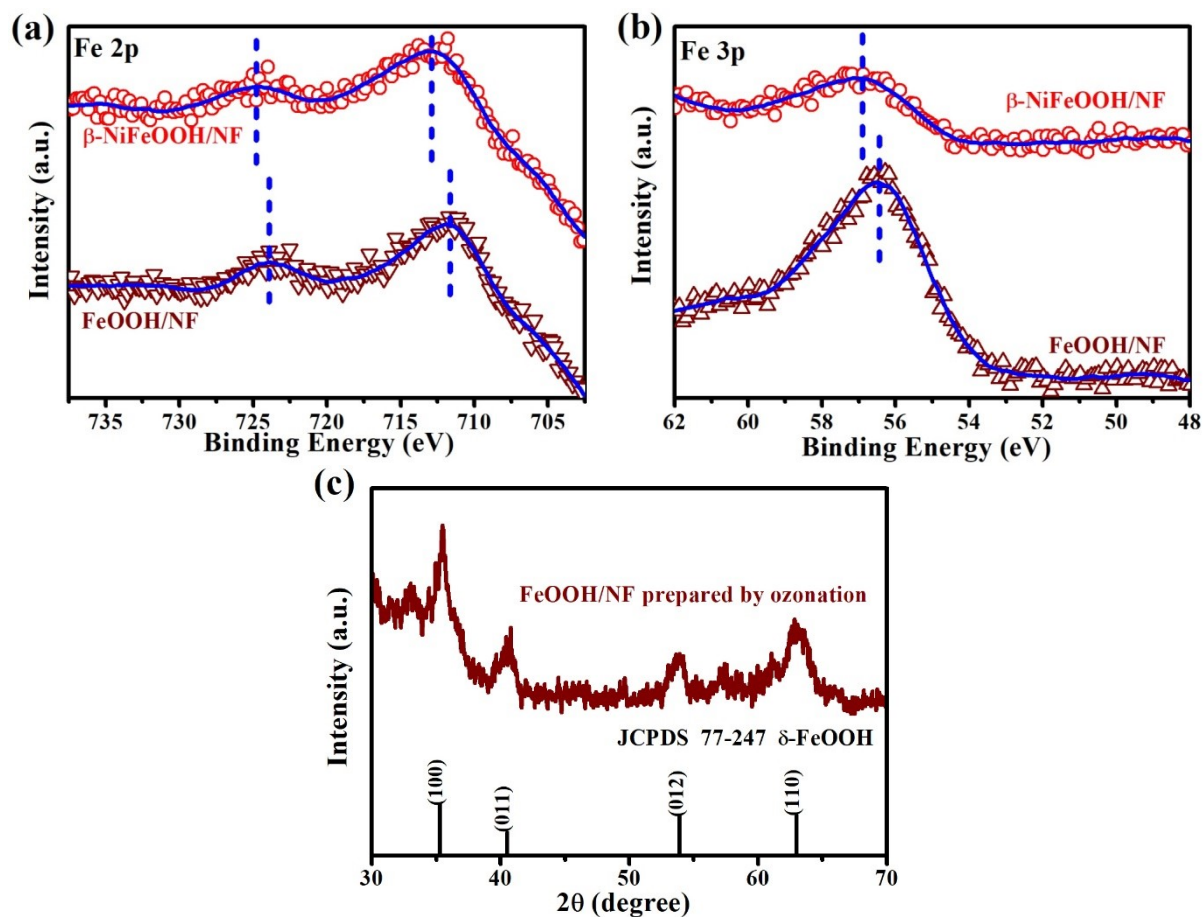 (a)
Fe 2p
β-NiFeOOH/NF
FeOOH/NF
Intensity (a.u.)
735 730 725 720 715 710 705
Binding Energy (eV)
(b)
Fe 3p
β-NiFeOOH/NF
FeOOH/NF
Intensity (a.u.)
62 60 58 56 54 52 50 48
Binding Energy (eV)
(c)
FeOOH/NF prepared by ozonation
JCPDS 77-247 δ-FeOOH
(100)
(011)
(012)
(110)
Intensity (a.u.)
30 40 50 60 70
2θ (degree)